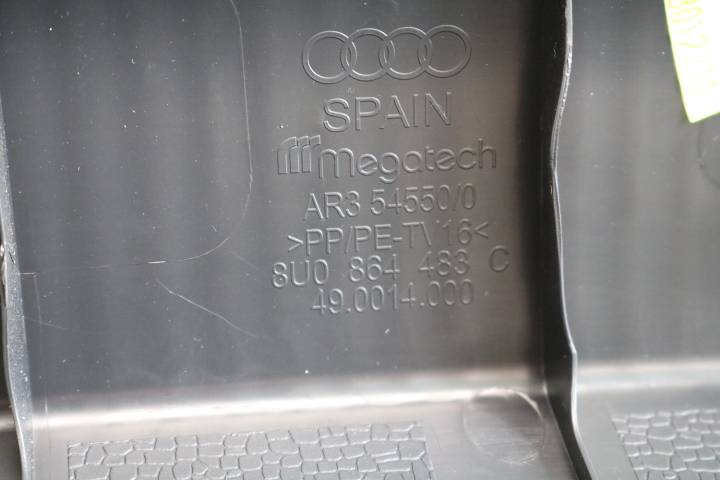 SPAIN
megatech
AR3 54550/0
>PP/PE-TV16<
8U0 864 483 C
49.0014.000